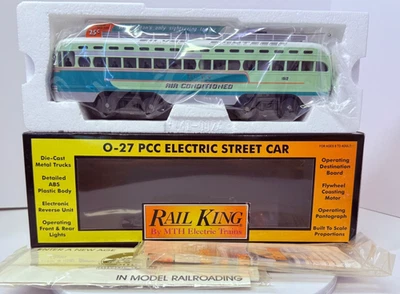 35¢
AIR CONDITIONED
O-27 PCC ELECTRIC STREET CAR
Die-Cast
Metal Trucks
Detailed
ABS
Plastic Body
Electronic
Reverse Unit
Operating
Front & Rear
Lights
RAIL KING
By MTH Electric Trains
Operating
Destination
Board
Flywheel
Coasting
Motor
Operating
Pantograph
Built To Scale
Proportions
IN MODEL RAILROADING